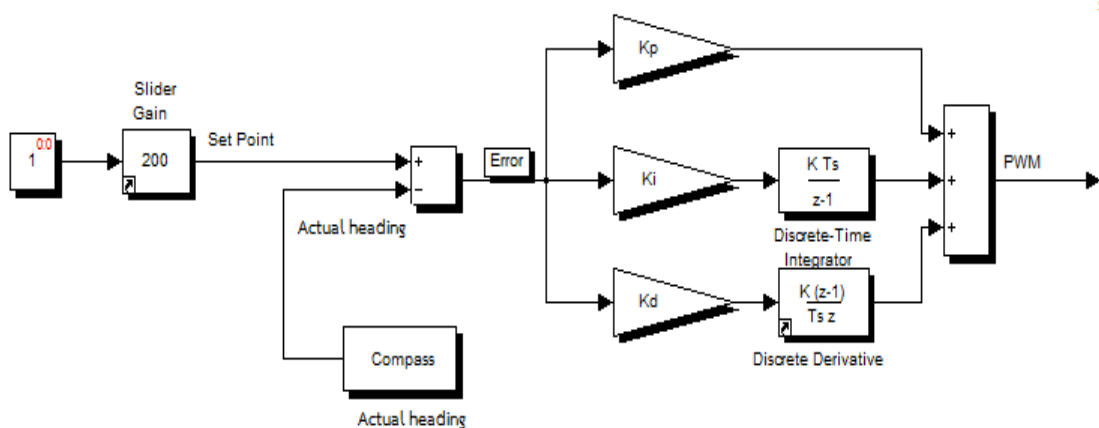 Slider
Gain
0:0
1
200
Set Point
+
−
Error
Actual heading
Compass
Actual heading
Kp
Ki
Kd
K Ts
z-1
Discrete-Time
Integrator
K (z-1)
Ts z
Discrete Derivative
+
+
+
PWM